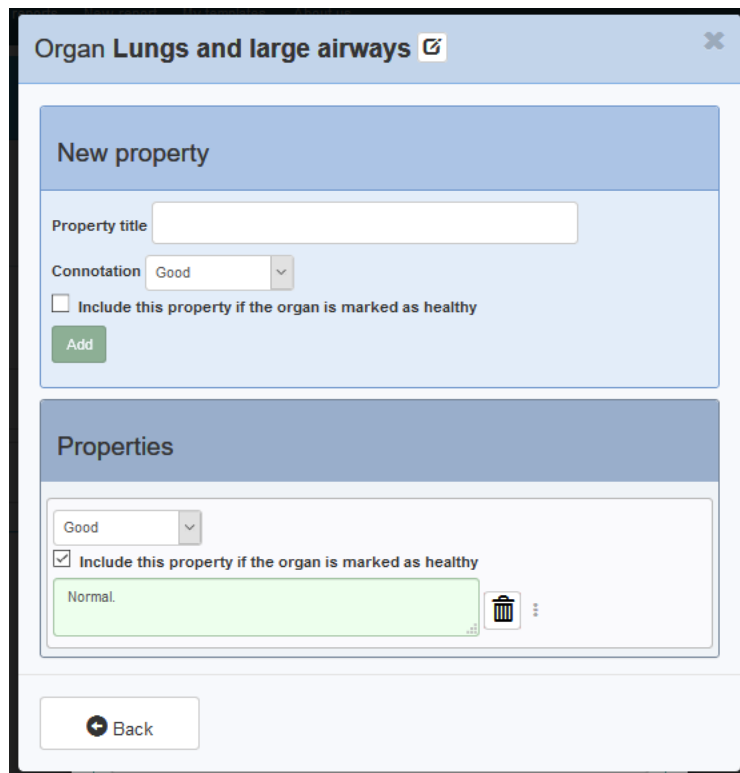 Organ Lungs and large airways
New property
Property title
Connotation Good
Include this property if the organ is marked as healthy
Add
Properties
Good
Include this property if the organ is marked as healthy
Normal.
Back